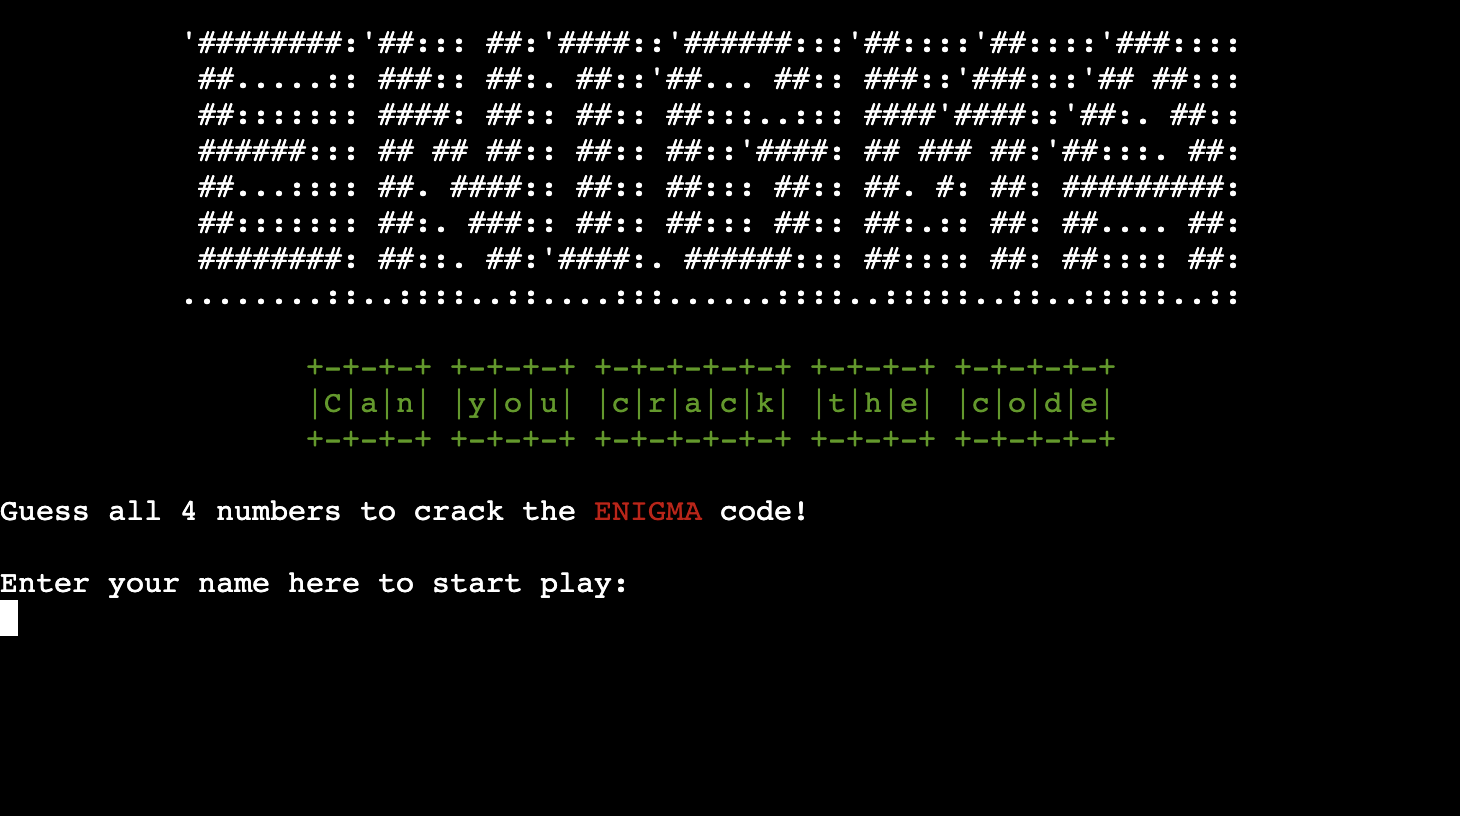 '########:'##::: ##:'####::'######:::'##::::'##::::'###::::
 ##.....:: ###:: ##:. ##::'##... ##:: ###::'###:::'## ##:::
 ##::::::: ####: ##:: ##:: ##:::..::: ####'####::'##:. ##::
 ######::: ## ## ##:: ##:: ##::'####: ## ### ##:'##:::. ##:
 ##...:::: ##. ####:: ##:: ##::: ##:: ##. #: ##: #########:
 ##::::::: ##:. ###:: ##:: ##::: ##:: ##:.:: ##: ##.... ##:
 ########: ##::. ##:'####:. ######::: ##:::: ##: ##:::: ##:
........::..::::..::....:::......::::..:::::..::..:::::..::
+-+-+-+ +-+-+-+ +-+-+-+-+-+ +-+-+-+ +-+-+-+-+
|C|a|n| |y|o|u| |c|r|a|c|k| |t|h|e| |c|o|d|e|
+-+-+-+ +-+-+-+ +-+-+-+-+-+ +-+-+-+ +-+-+-+-+
Guess all 4 numbers to crack the ENIGMA code!
Enter your name here to start play: